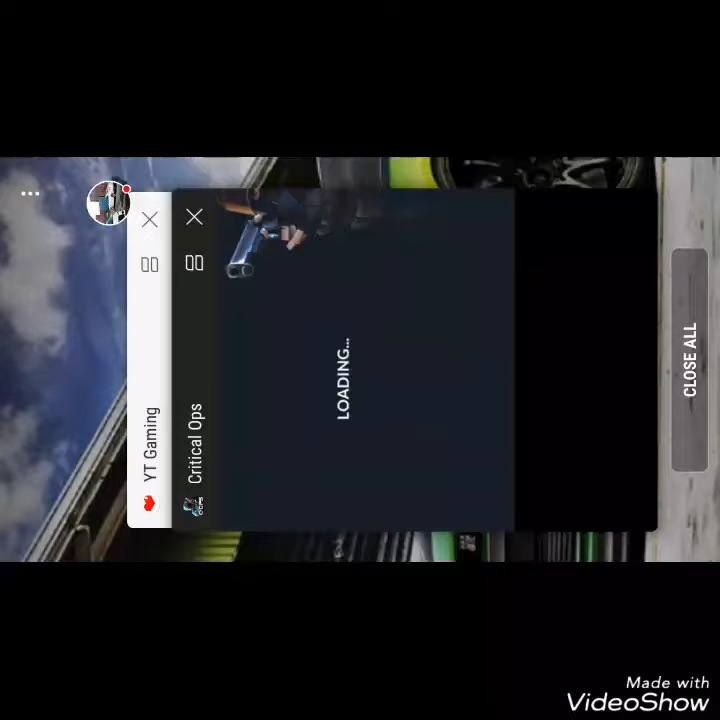 YT Gaming
Critical Ops
LOADING...
CLOSE ALL
Made with
VideoShow